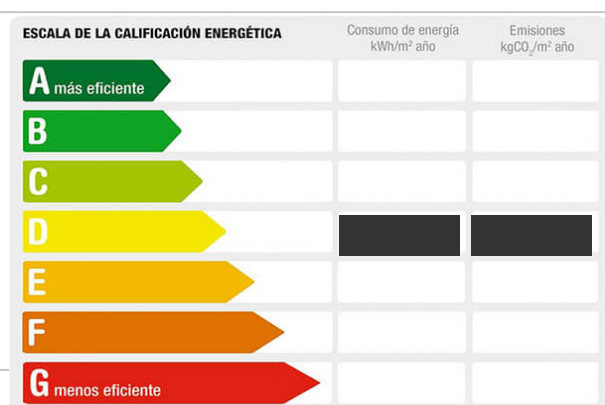 ESCALA DE LA CALIFICACIÓN ENERGÉTICA
Consumo de energía
kWh/m² año
Emisiones
kgCO₂/m² año
A más eficiente
B
C
D
E
F
G menos eficiente